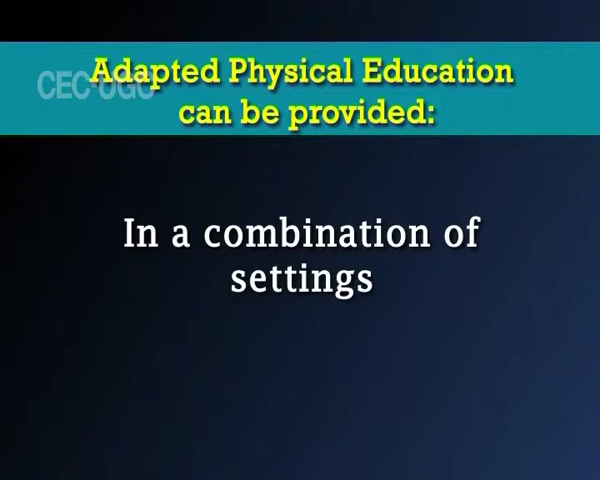 Adapted Physical Education
can be provided:
CEC-UGC
In a combination of
settings